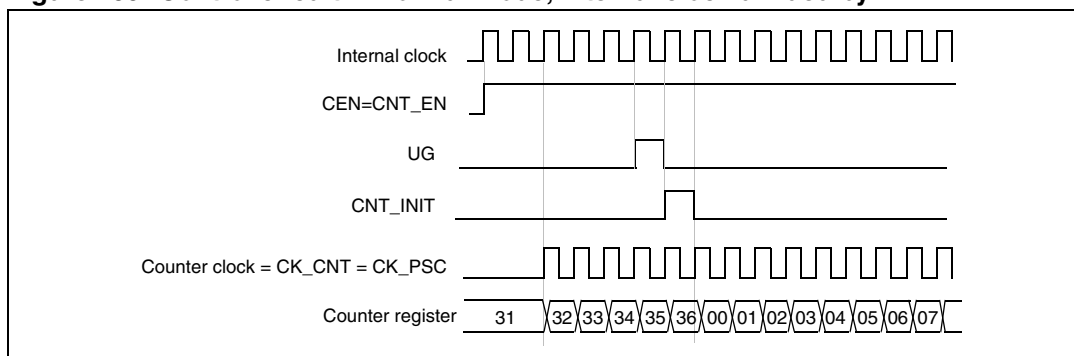 Internal clock
CEN=CNT_EN
UG
CNT_INIT
Counter clock = CK_CNT = CK_PSC
Counter register 31 32 33 34 35 36 00 01 02 03 04 05 06 07